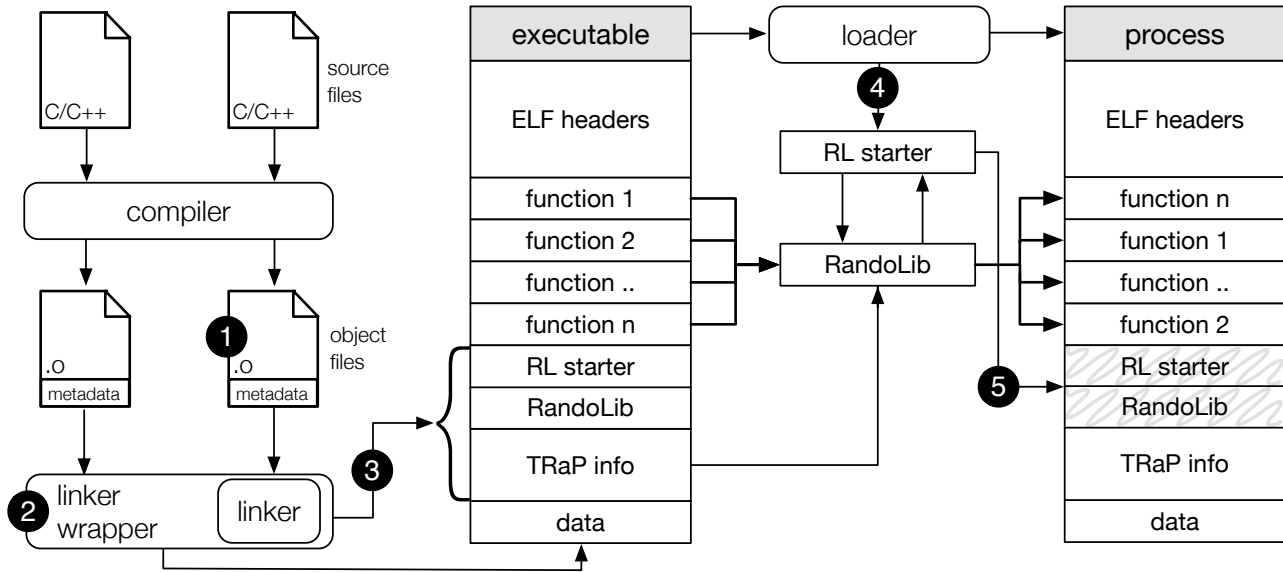 C/C++
C/C++
source
files
compiler
1
.o
metadata
.o
metadata
object
files
2
linker
wrapper
linker
3
executable
ELF headers
function 1
function 2
function ..
function n
RL starter
RandoLib
TRaP info
data
loader
4
RL starter
RandoLib
5
process
ELF headers
function n
function 1
function ..
function 2
RL starter
RandoLib
TRaP info
data